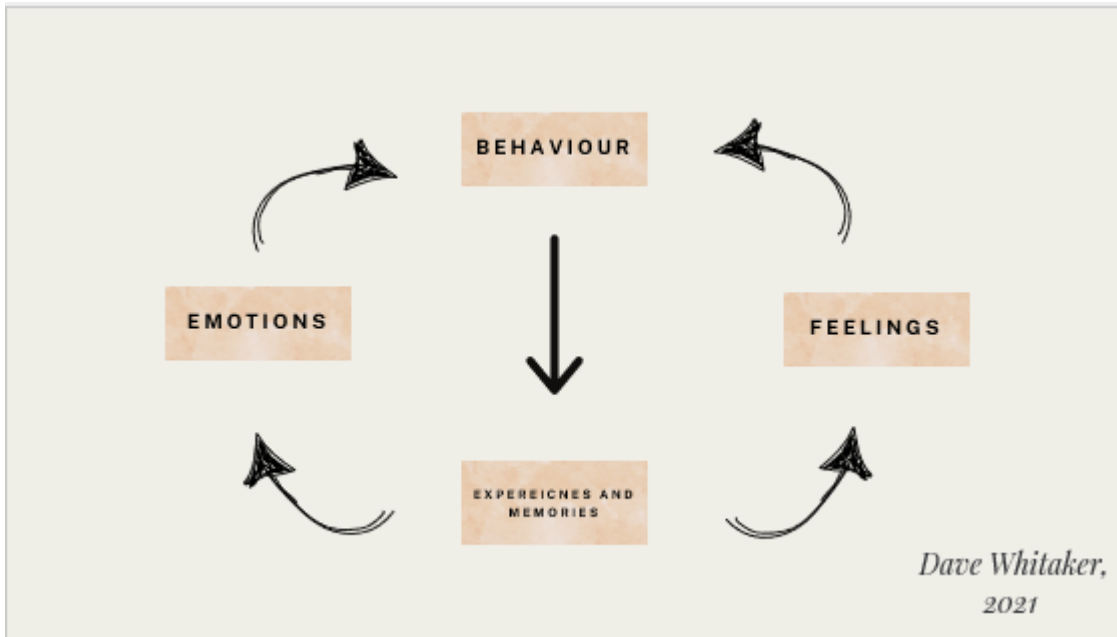 BEHAVIOUR
EMOTIONS
FEELINGS
EXPEREICNES AND
MEMORIES
Dave Whitaker,
2021